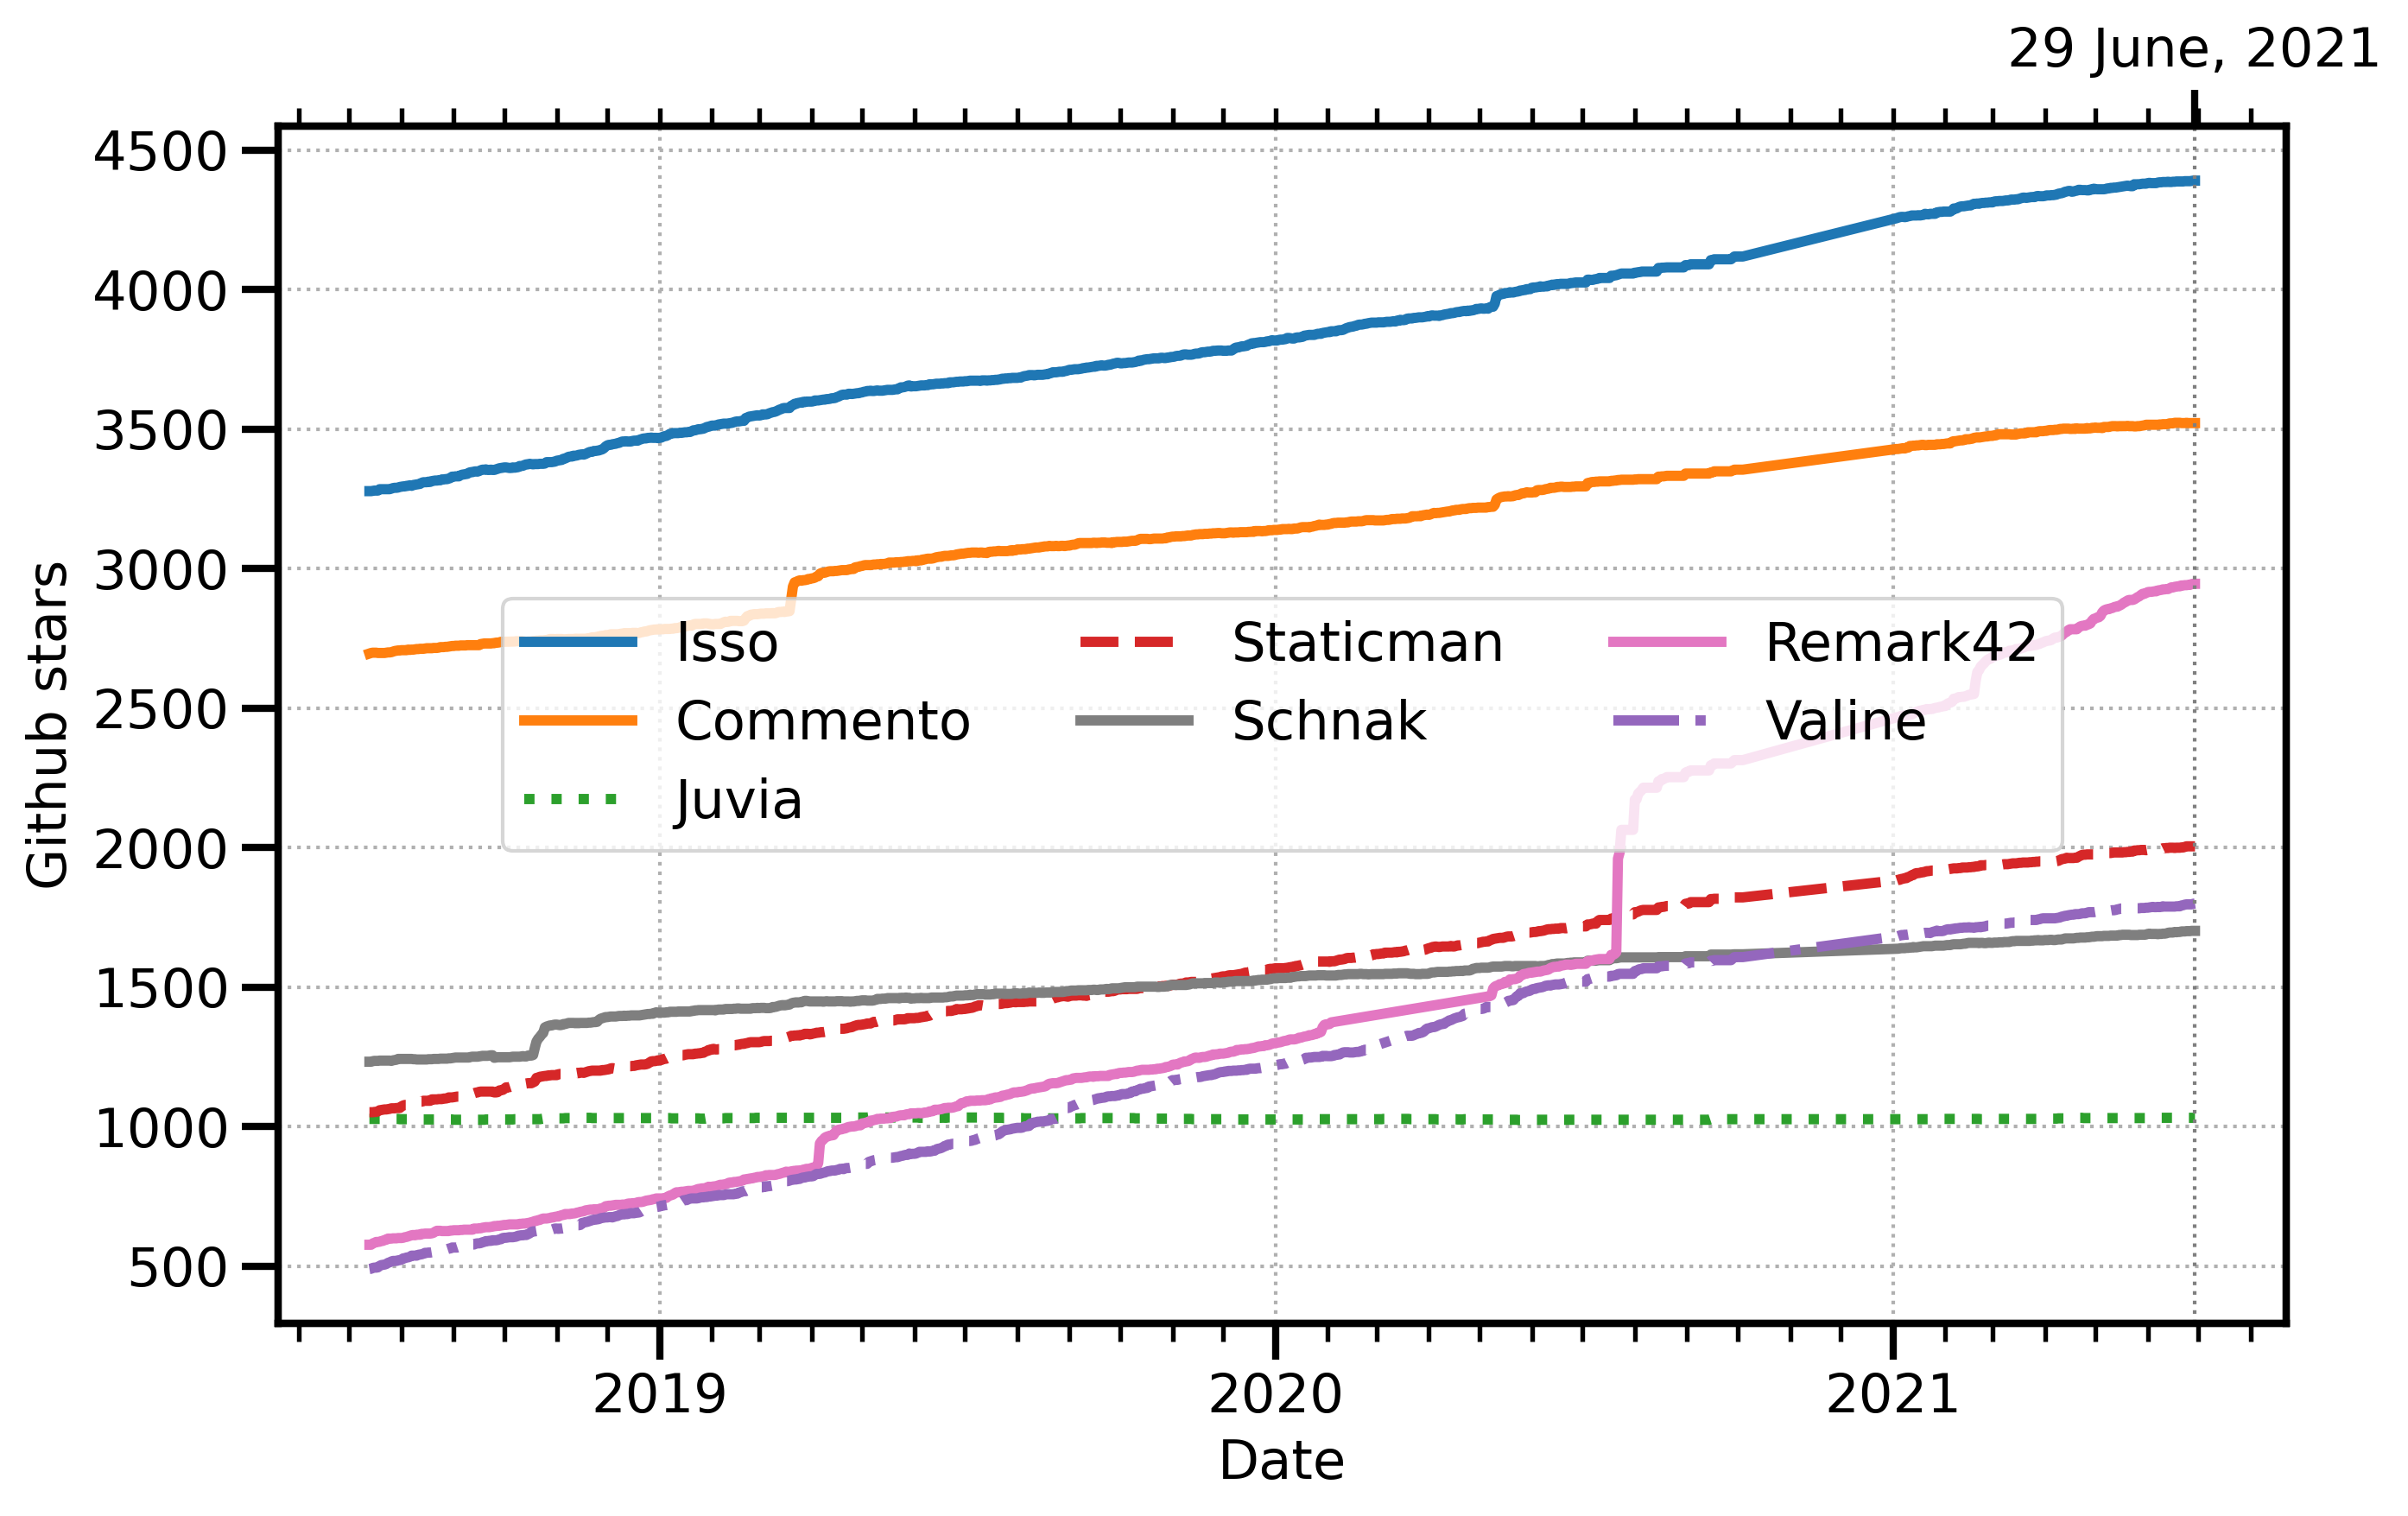 29 June, 2021
4500
4000
3500
3000
2500
2000
1500
1000
500
Github stars
Isso
Commento
Juvia
Staticman
Schnak
Remark42
Valine
2019
2020
2021
Date